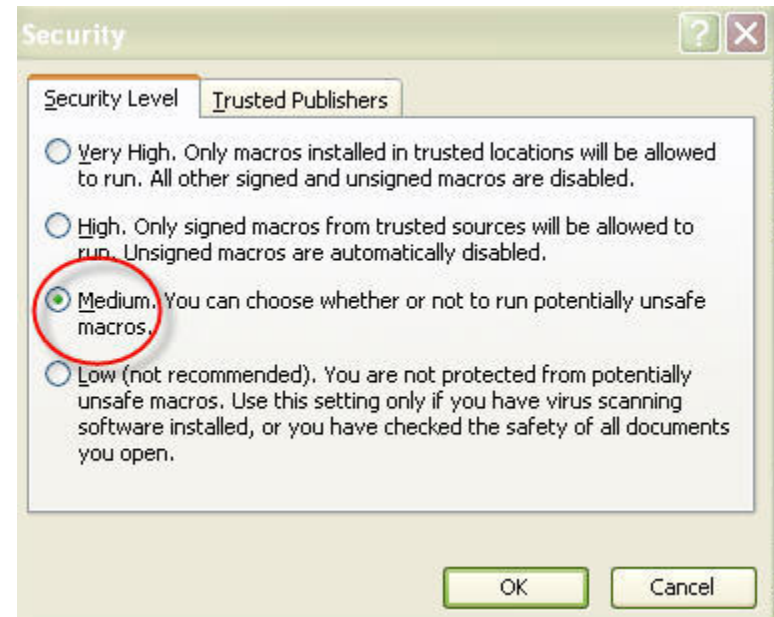 Security
Security Level Trusted Publishers
Very High. Only macros installed in trusted locations will be allowed
to run. All other signed and unsigned macros are disabled.
High. Only signed macros from trusted sources will be allowed to
run. Unsigned macros are automatically disabled.
Medium. You can choose whether or not to run potentially unsafe
macros.
Low (not recommended). You are not protected from potentially
unsafe macros. Use this setting only if you have virus scanning
software installed, or you have checked the safety of all documents
you open.
OK Cancel